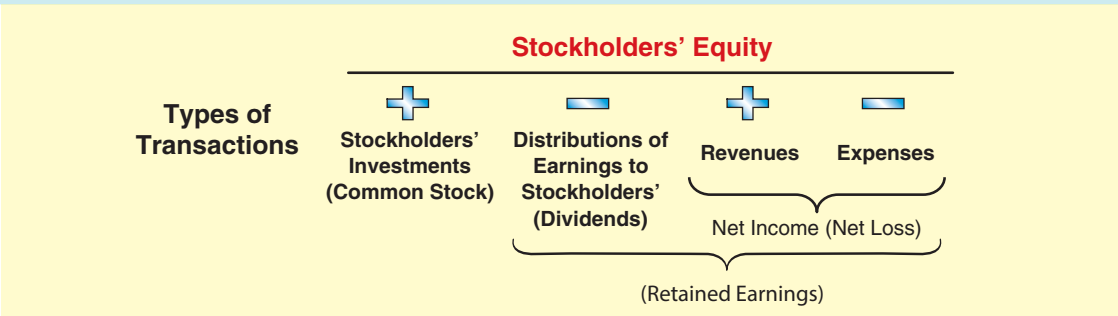 Stockholders’ Equity
Types of
Transactions
Stockholders’
Investments
(Common Stock)
Distributions of
Earnings to
Stockholders’
(Dividends)
Revenues
Expenses
Net Income (Net Loss)
(Retained Earnings)